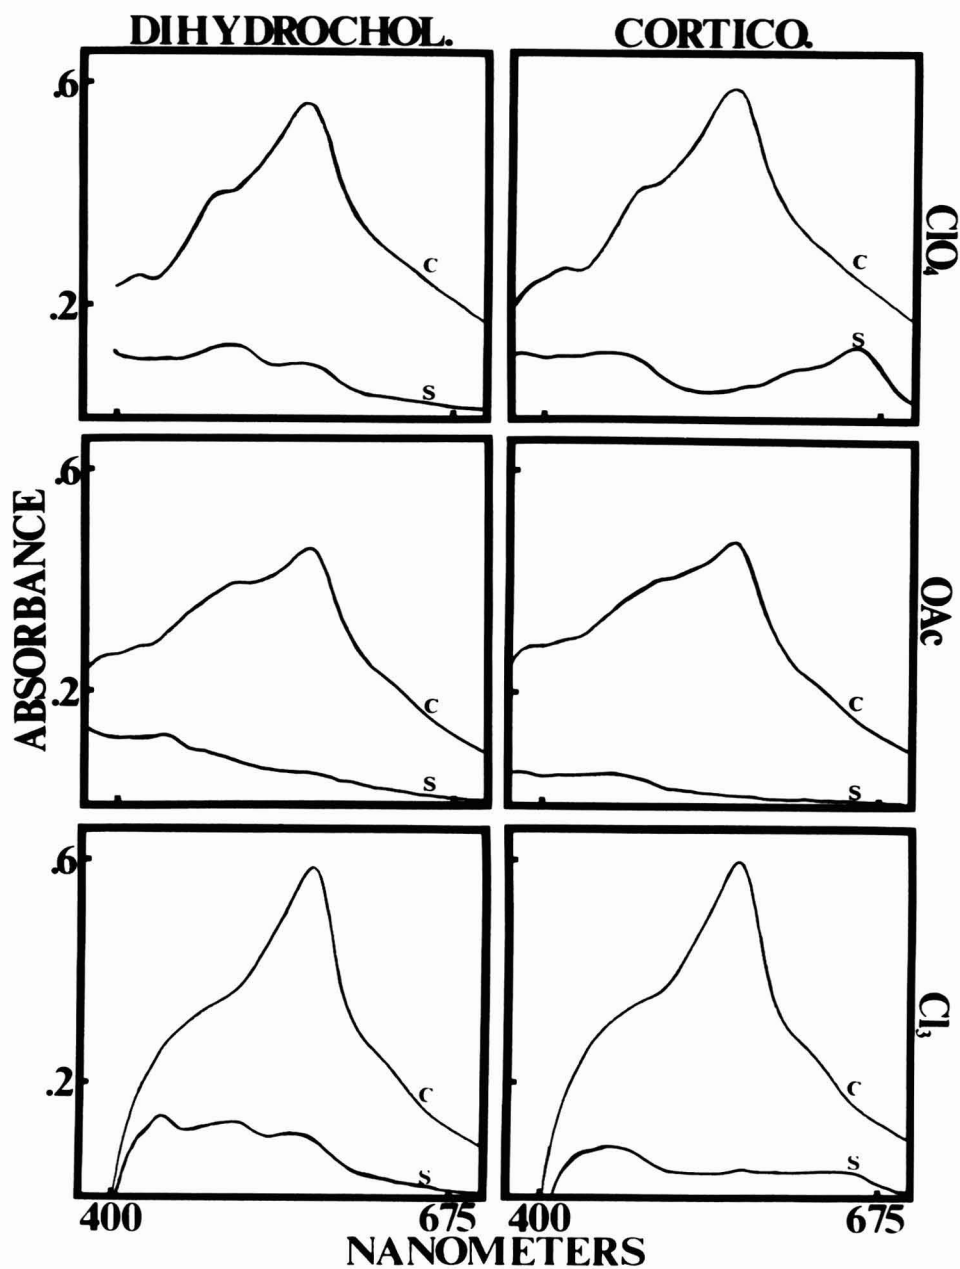 DIHYDROCHOL. CORTICO.
.6
C
C
ClO₄
.2
S
S
.6
ABSORBANCE
OAc
.2
C
C
S
S
.6
Cl₃
.2
C
C
S
S
400 675 400 675
NANOMETERS